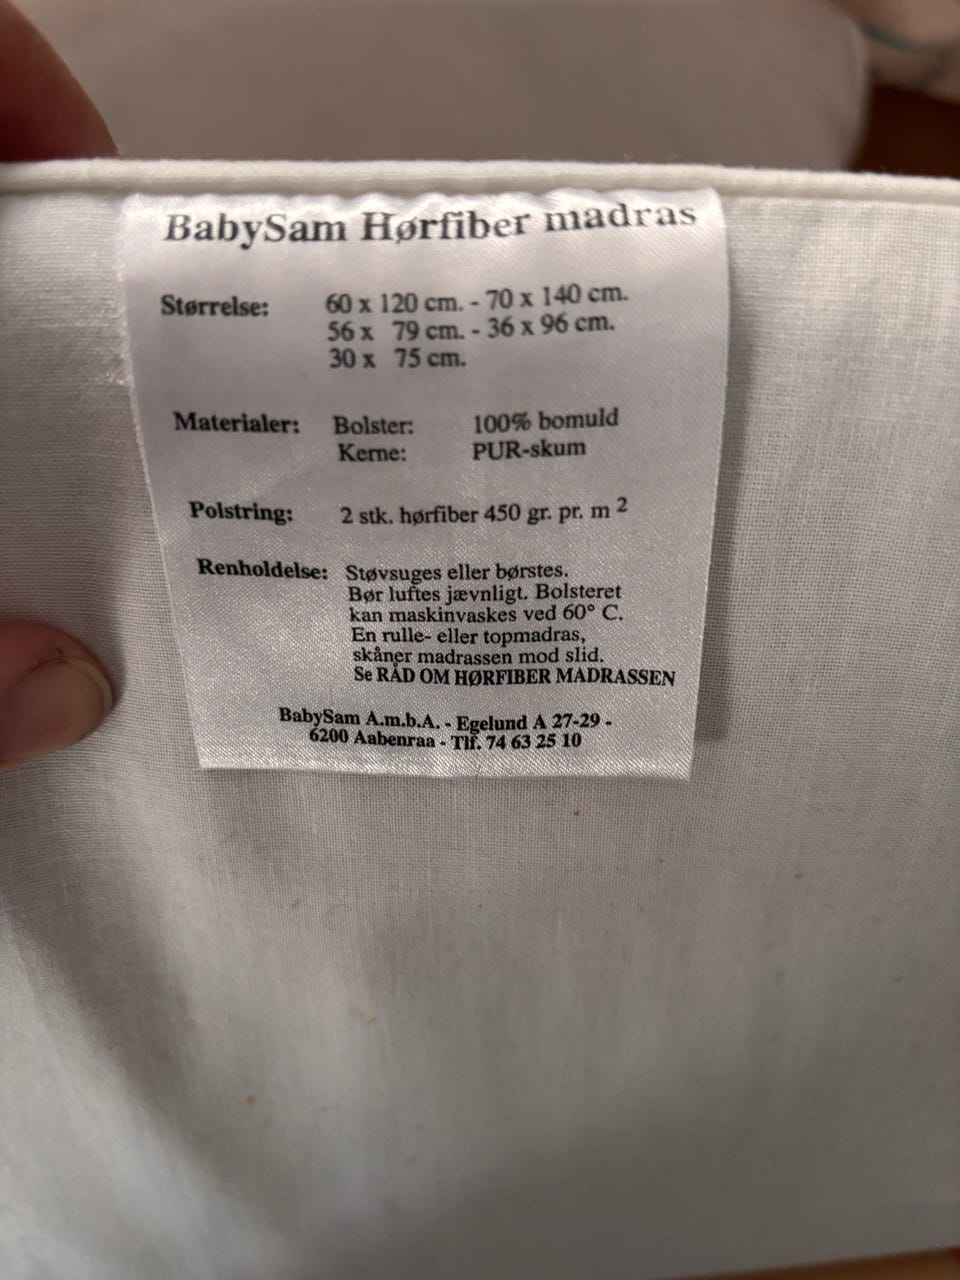 BabySam Hørfiber madras
Størrelse: 60 x 120 cm. - 70 x 140 cm.
56 x 79 cm. - 36 x 96 cm.
30 x 75 cm.
Materialer: Bolster: 100% bomuld
Kerne: PUR-skum
Polstring: 2 stk. hørfiber 450 gr. pr. m 2
Renholdelse: Støvsuges eller børstes.
Bør luftes jævnligt. Bolsteret
kan maskinvaskes ved 60° C.
En rulle- eller topmadras,
skåner madrassen mod slid.
Se RÅD OM HØRFIBER MADRASSEN
BabySam A.m.b.A. - Egelund A 27-29 -
6200 Aabenraa - Tlf. 74 63 25 10